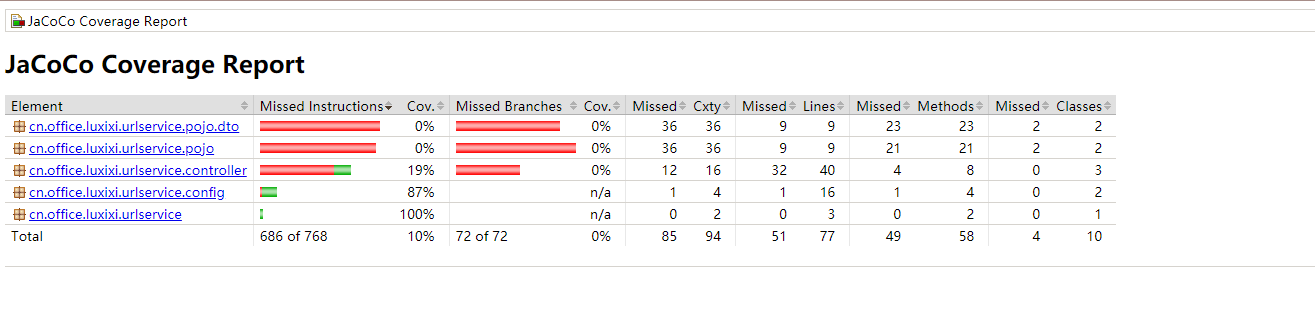 JaCoCo Coverage Report
JaCoCo Coverage Report
Element Missed Instructions Cov. Missed Branches Cov. Missed Cxty Missed Lines Missed Methods Missed Classes
cn.office.luxixi.urlservice.pojo.dto 0% 0% 36 36 9 9 23 23 2 2
cn.office.luxixi.urlservice.pojo 0% 0% 36 36 9 9 21 21 2 2
cn.office.luxixi.urlservice.controller 19% 0% 12 16 32 40 4 8 0 3
cn.office.luxixi.urlservice.config 87% n/a 1 4 1 16 1 4 0 2
cn.office.luxixi.urlservice 100% n/a 0 2 0 3 0 2 0 1
Total 686 of 768 10% 72 of 72 0% 85 94 51 77 49 58 4 10